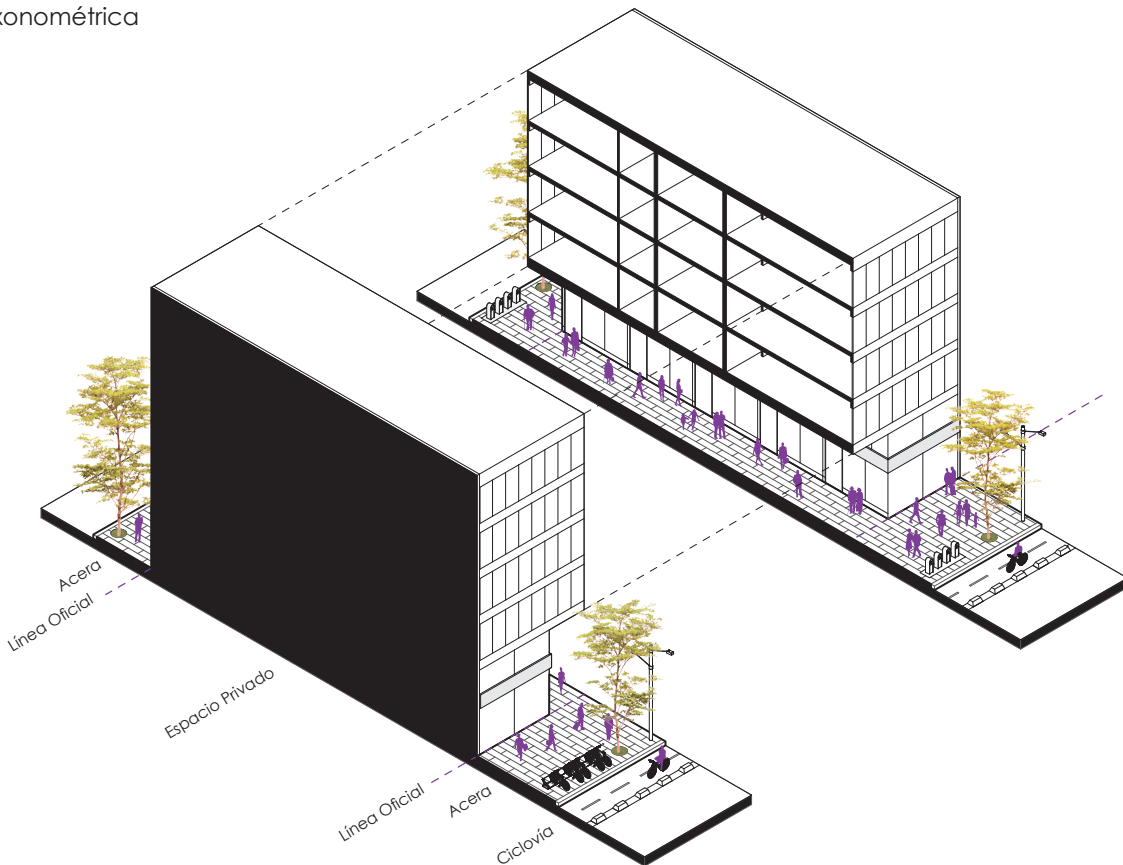 xonométrica
Acera
Línea Oficial
Espacio Privado
Línea Oficial
Acera
Ciclovía